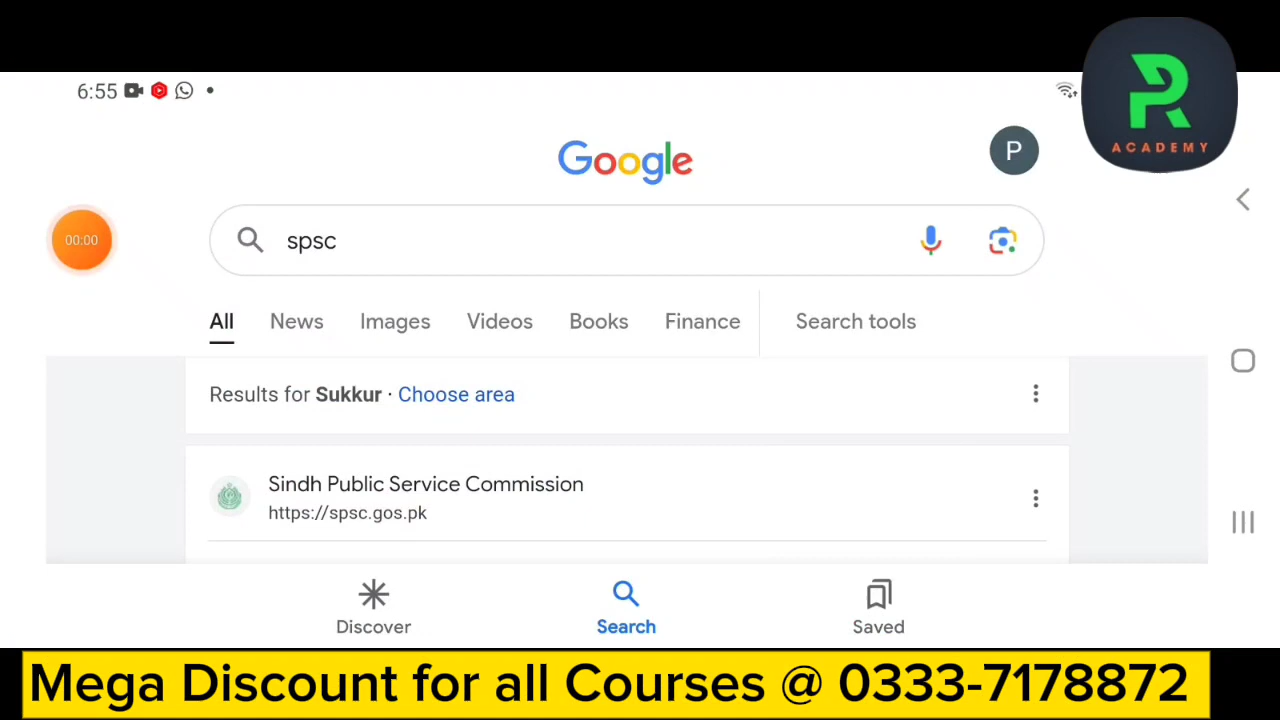 6:55
ACADEMY
Google
P
00:00
spsc
All News Images Videos Books Finance Search tools
Results for Sukkur · Choose area
Sindh Public Service Commission
https://spsc.gos.pk
Discover Search Saved
Mega Discount for all Courses @ 0333-7178872